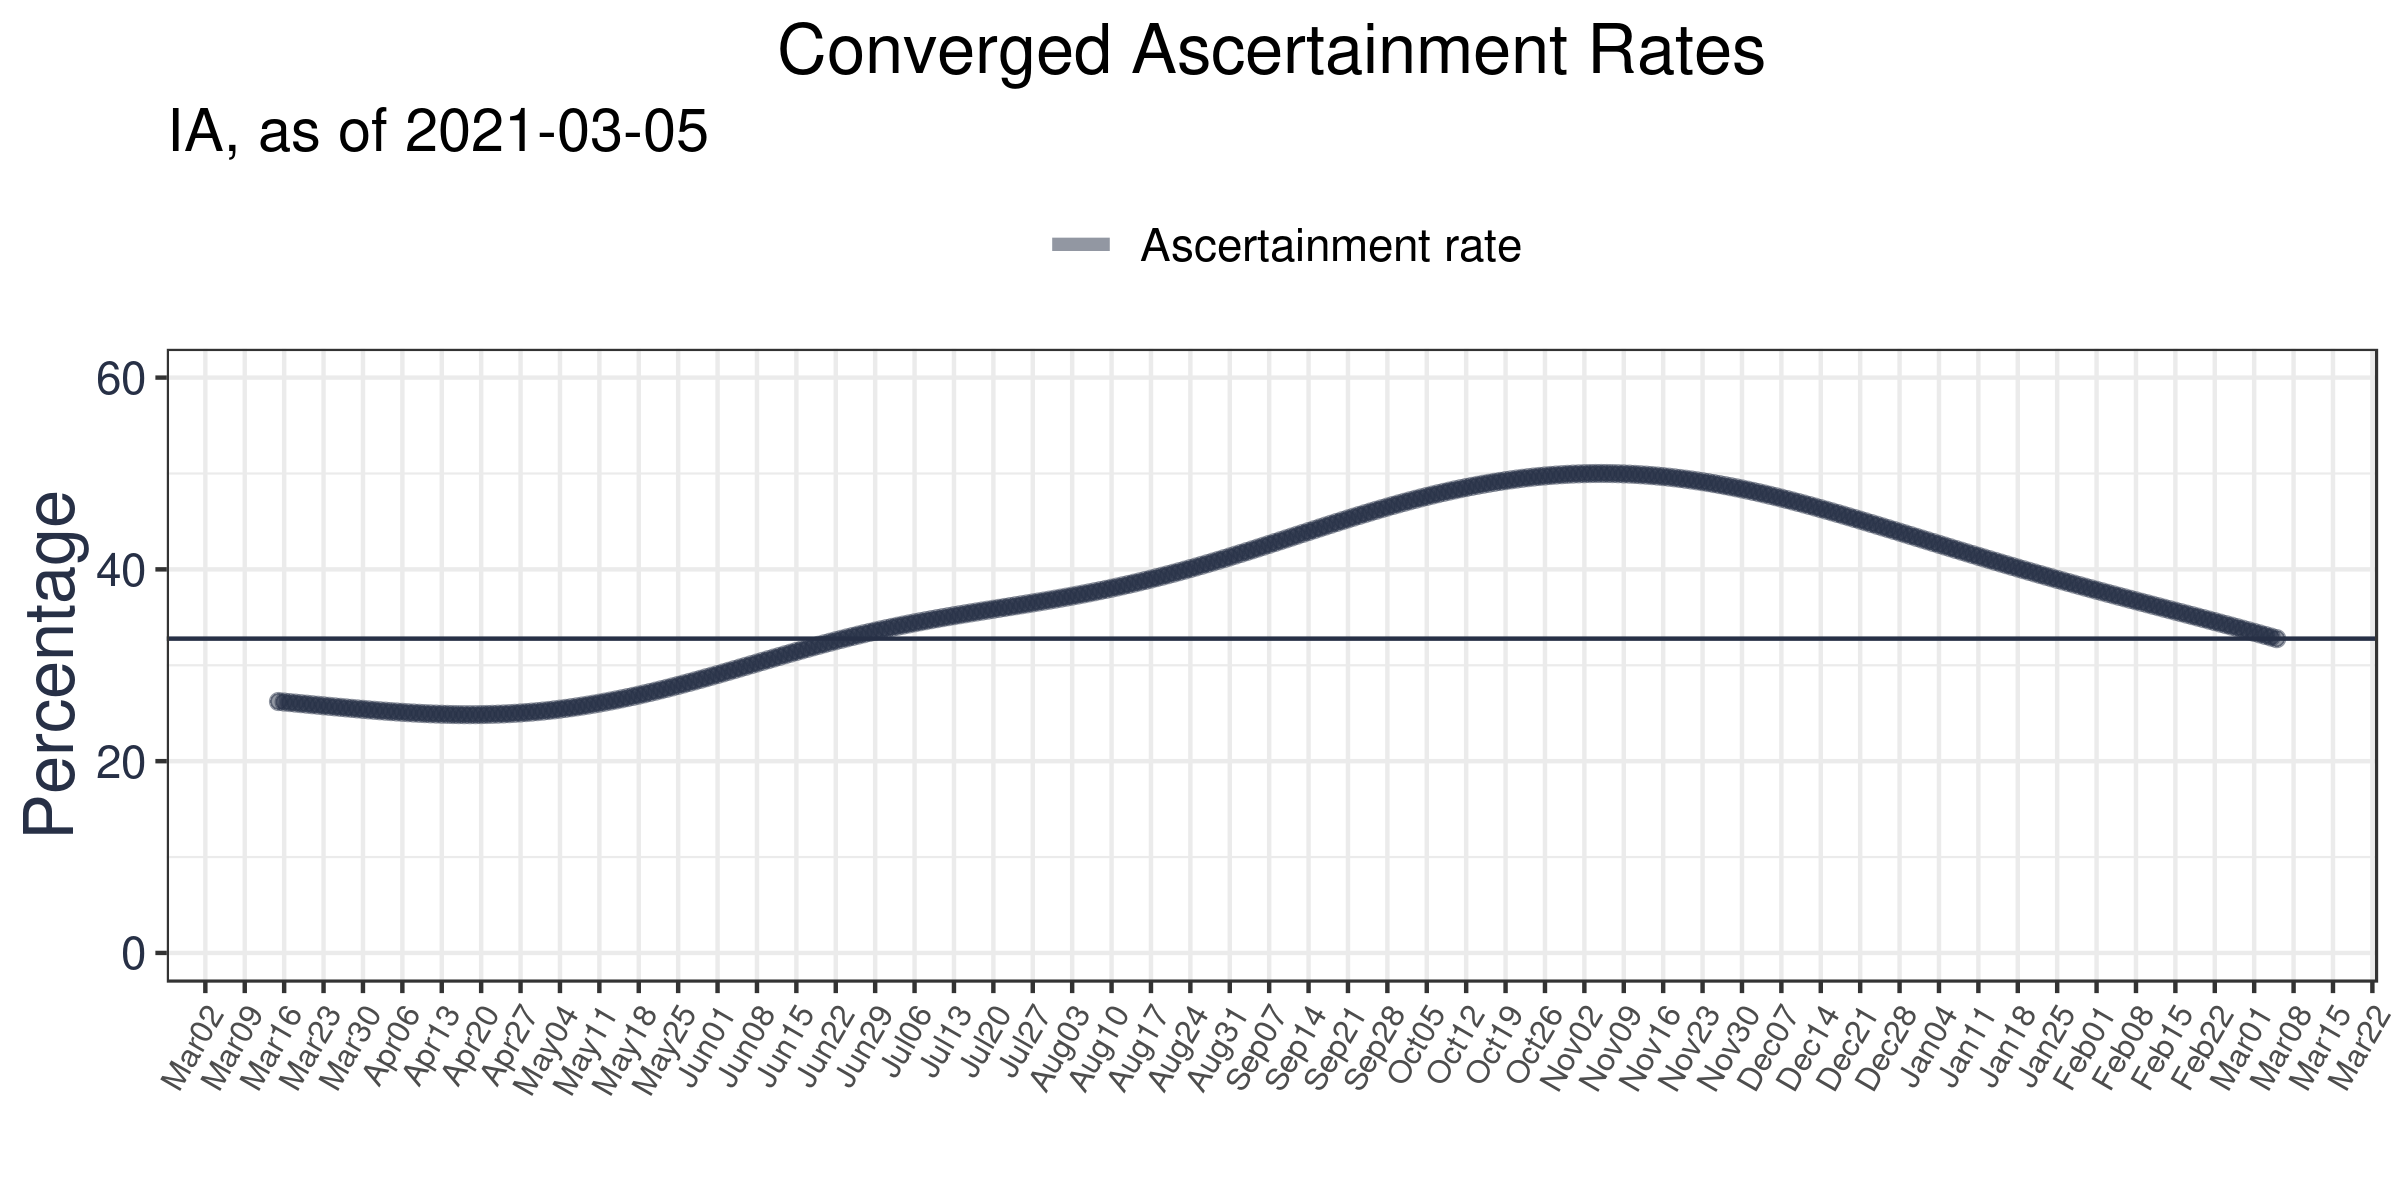 Converged Ascertainment Rates
IA, as of 2021-03-05
Ascertainment rate
Percentage
60
40
20
0
Mar02 Mar09 Mar16 Mar23 Mar30 Apr06 Apr13 Apr20 Apr27 May04 May11 May18 May25 Jun01 Jun08 Jun15 Jun22 Jun29 Jul06 Jul13 Jul20 Jul27 Aug03 Aug10 Aug17 Aug24 Aug31 Sep07 Sep14 Sep21 Sep28 Oct05 Oct12 Oct19 Oct26 Nov02 Nov09 Nov16 Nov23 Nov30 Dec07 Dec14 Dec21 Dec28 Jan04 Jan11 Jan18 Jan25 Feb01 Feb08 Feb15 Feb22 Mar01 Mar08 Mar15 Mar22